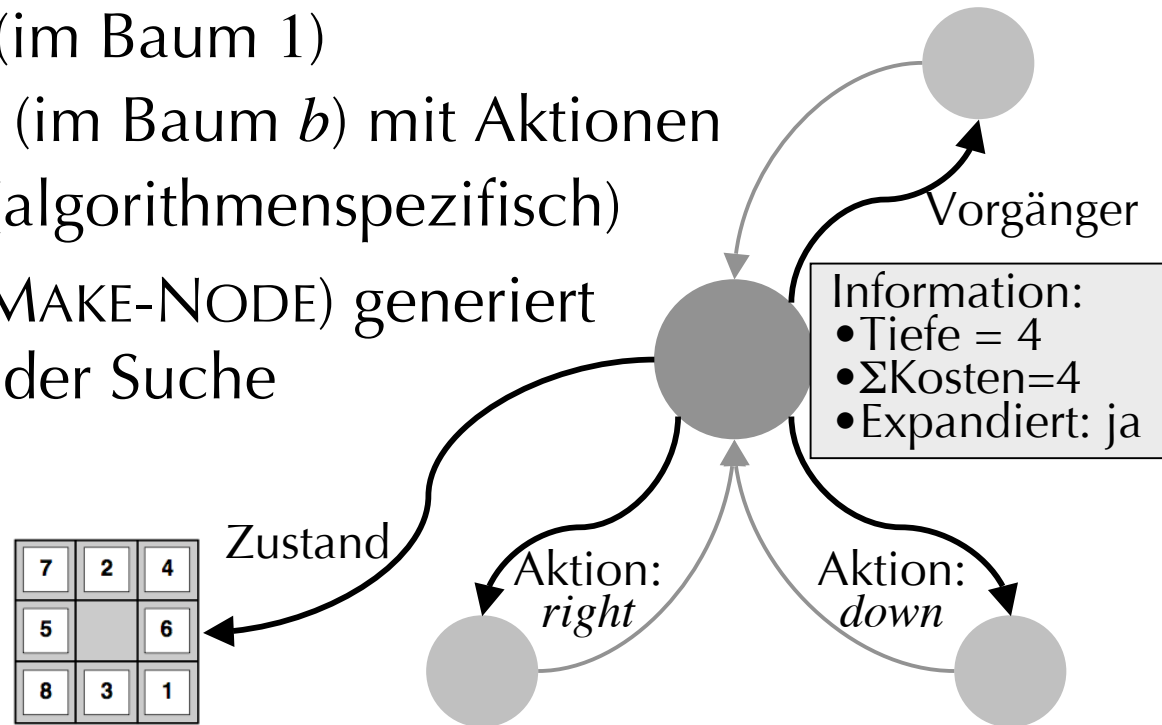 (im Baum 1)
(im Baum b) mit Aktionen
(algorithmenspezifisch)
MAKE-NODE) generiert
der Suche
Vorgänger
Information:
•Tiefe = 4
•ΣKosten=4
•Expandiert: ja
Zustand
Aktion:
right
Aktion:
down
7 2 4
5 6
8 3 1